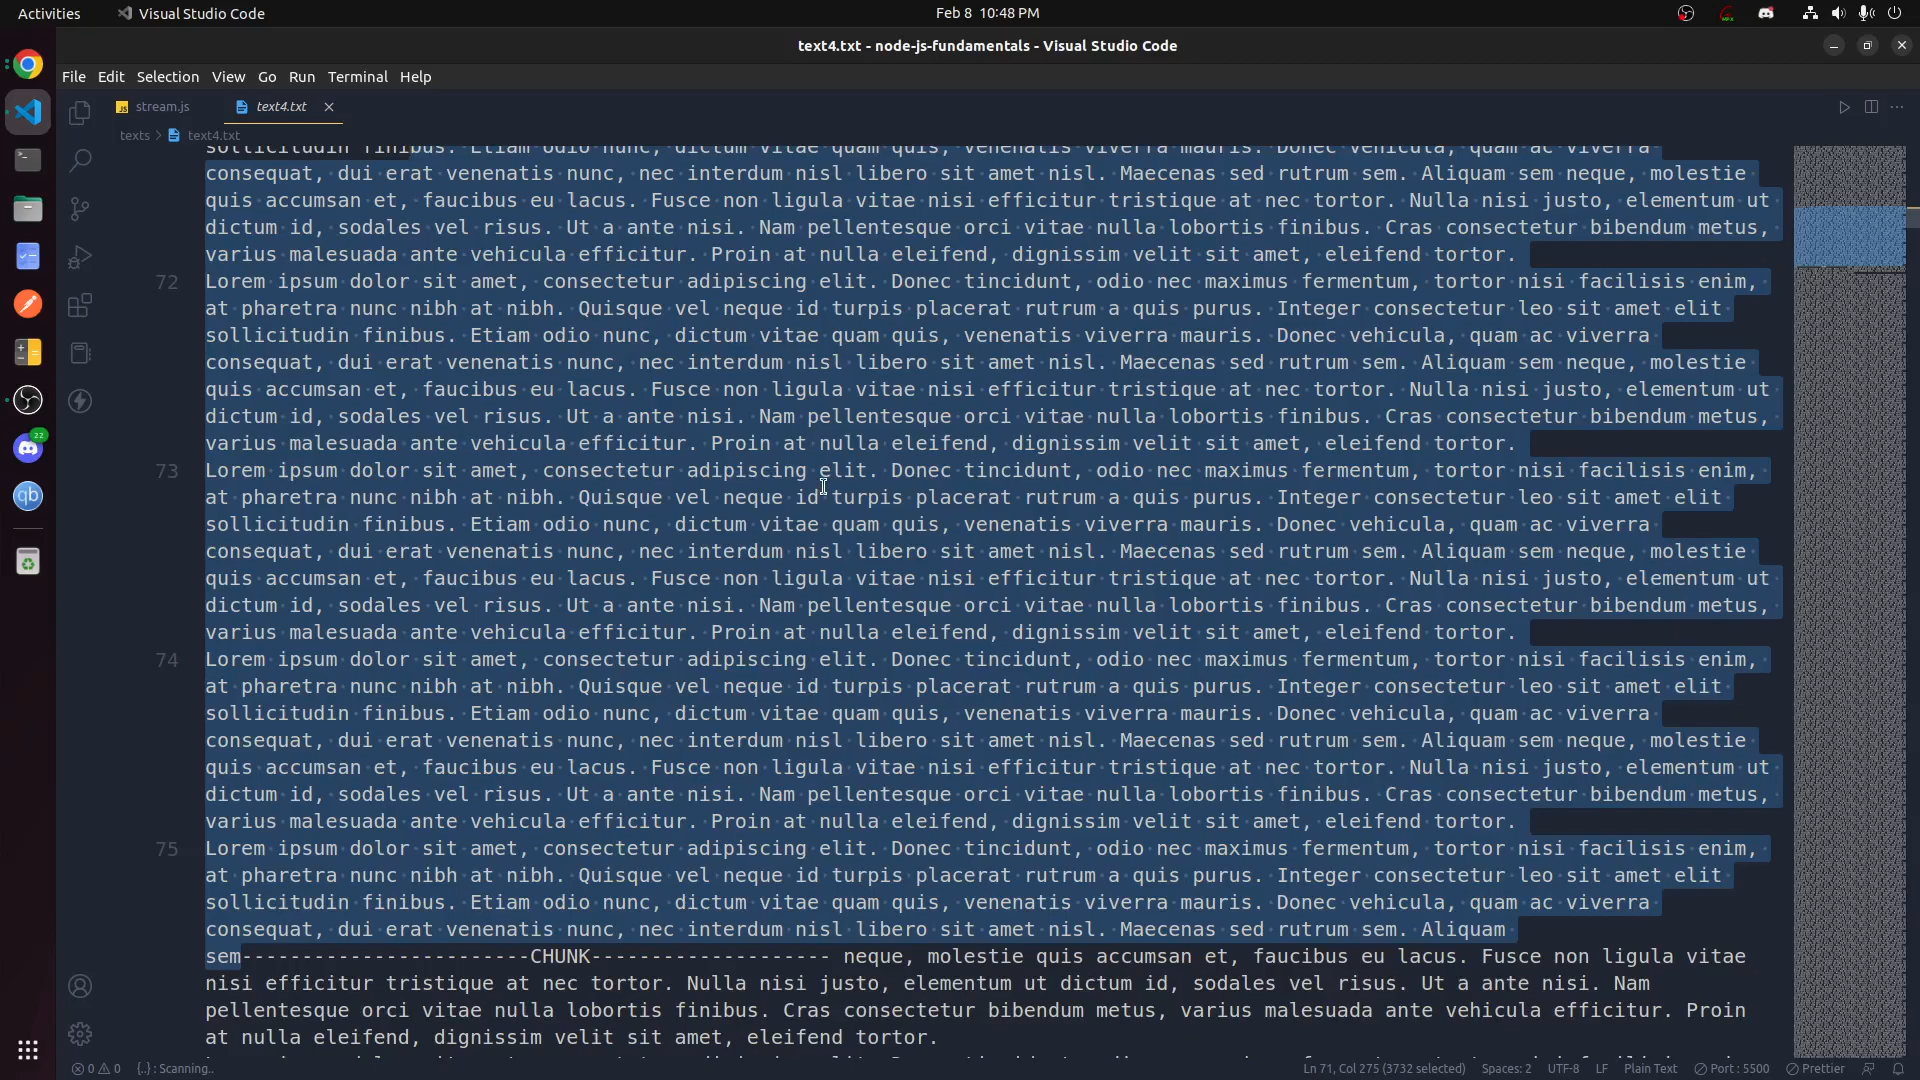 Activities
Visual Studio Code
Feb 8 10:48 PM
text4.txt - node-js-fundamentals - Visual Studio Code
File Edit Selection View Go Run Terminal Help
JS stream.js
text4.txt
texts > text4.txt
sollicitudin finibus. Etiam odio nunc, dictum vitae quam quis, venenatis viverra mauris. Donec vehicula, quam ac viverra
consequat, dui erat venenatis nunc, nec interdum nisl libero sit amet nisl. Maecenas sed rutrum sem. Aliquam sem neque, molestie
quis accumsan et, faucibus eu lacus. Fusce non ligula vitae nisi efficitur tristique at nec tortor. Nulla nisi justo, elementum ut
dictum id, sodales vel risus. Ut a ante nisi. Nam pellentesque orci vitae nulla lobortis finibus. Cras consectetur bibendum metus,
varius malesuada ante vehicula efficitur. Proin at nulla eleifend, dignissim velit sit amet, eleifend tortor.
72 Lorem ipsum dolor sit amet, consectetur adipiscing elit. Donec tincidunt, odio nec maximus fermentum, tortor nisi facilisis enim,
at pharetra nunc nibh at nibh. Quisque vel neque id turpis placerat rutrum a quis purus. Integer consectetur leo sit amet elit
sollicitudin finibus. Etiam odio nunc, dictum vitae quam quis, venenatis viverra mauris. Donec vehicula, quam ac viverra
consequat, dui erat venenatis nunc, nec interdum nisl libero sit amet nisl. Maecenas sed rutrum sem. Aliquam sem neque, molestie
quis accumsan et, faucibus eu lacus. Fusce non ligula vitae nisi efficitur tristique at nec tortor. Nulla nisi justo, elementum ut
dictum id, sodales vel risus. Ut a ante nisi. Nam pellentesque orci vitae nulla lobortis finibus. Cras consectetur bibendum metus,
varius malesuada ante vehicula efficitur. Proin at nulla eleifend, dignissim velit sit amet, eleifend tortor.
73 Lorem ipsum dolor sit amet, consectetur adipiscing elit. Donec tincidunt, odio nec maximus fermentum, tortor nisi facilisis enim,
at pharetra nunc nibh at nibh. Quisque vel neque id turpis placerat rutrum a quis purus. Integer consectetur leo sit amet elit
sollicitudin finibus. Etiam odio nunc, dictum vitae quam quis, venenatis viverra mauris. Donec vehicula, quam ac viverra
consequat, dui erat venenatis nunc, nec interdum nisl libero sit amet nisl. Maecenas sed rutrum sem. Aliquam sem neque, molestie
quis accumsan et, faucibus eu lacus. Fusce non ligula vitae nisi efficitur tristique at nec tortor. Nulla nisi justo, elementum ut
dictum id, sodales vel risus. Ut a ante nisi. Nam pellentesque orci vitae nulla lobortis finibus. Cras consectetur bibendum metus,
varius malesuada ante vehicula efficitur. Proin at nulla eleifend, dignissim velit sit amet, eleifend tortor.
74 Lorem ipsum dolor sit amet, consectetur adipiscing elit. Donec tincidunt, odio nec maximus fermentum, tortor nisi facilisis enim,
at pharetra nunc nibh at nibh. Quisque vel neque id turpis placerat rutrum a quis purus. Integer consectetur leo sit amet elit
sollicitudin finibus. Etiam odio nunc, dictum vitae quam quis, venenatis viverra mauris. Donec vehicula, quam ac viverra
consequat, dui erat venenatis nunc, nec interdum nisl libero sit amet nisl. Maecenas sed rutrum sem. Aliquam sem neque, molestie
quis accumsan et, faucibus eu lacus. Fusce non ligula vitae nisi efficitur tristique at nec tortor. Nulla nisi justo, elementum ut
dictum id, sodales vel risus. Ut a ante nisi. Nam pellentesque orci vitae nulla lobortis finibus. Cras consectetur bibendum metus,
varius malesuada ante vehicula efficitur. Proin at nulla eleifend, dignissim velit sit amet, eleifend tortor.
75 Lorem ipsum dolor sit amet, consectetur adipiscing elit. Donec tincidunt, odio nec maximus fermentum, tortor nisi facilisis enim,
at pharetra nunc nibh at nibh. Quisque vel neque id turpis placerat rutrum a quis purus. Integer consectetur leo sit amet elit
sollicitudin finibus. Etiam odio nunc, dictum vitae quam quis, venenatis viverra mauris. Donec vehicula, quam ac viverra
consequat, dui erat venenatis nunc, nec interdum nisl libero sit amet nisl. Maecenas sed rutrum sem. Aliquam
sem------------------------CHUNK-------------------- neque, molestie quis accumsan et, faucibus eu lacus. Fusce non ligula vitae
nisi efficitur tristique at nec tortor. Nulla nisi justo, elementum ut dictum id, sodales vel risus. Ut a ante nisi. Nam
pellentesque orci vitae nulla lobortis finibus. Cras consectetur bibendum metus, varius malesuada ante vehicula efficitur. Proin
at nulla eleifend, dignissim velit sit amet, eleifend tortor.
22
qb
0 0 {..} : Scanning..
Ln 71, Col 275 (3732 selected) Spaces: 2 UTF-8 LF Plain Text Port : 5500 Prettier